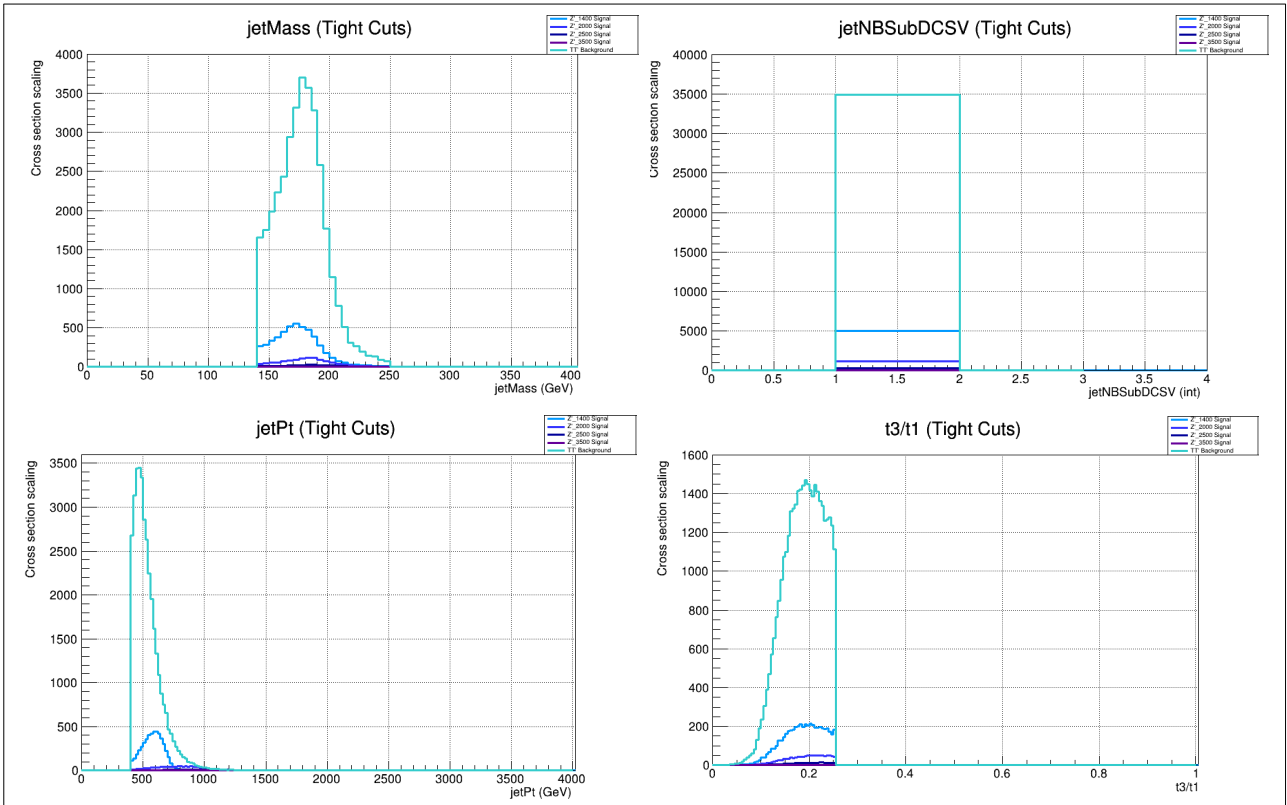 jetMass (Tight Cuts)
Z'_1400 Signal
Z'_2000 Signal
Z'_2500 Signal
Z'_3500 Signal
TT' Background
Cross section scaling
4000
3500
3000
2500
2000
1500
1000
500
0
0 50 100 150 200 250 300 350 400
jetMass (GeV)
jetNBSubDCSV (Tight Cuts)
Z'_1400 Signal
Z'_2000 Signal
Z'_2500 Signal
Z'_3500 Signal
TT' Background
Cross section scaling
40000
35000
30000
25000
20000
15000
10000
5000
0
0 0.5 1 1.5 2 2.5 3 3.5 4
jetNBSubDCSV (int)
jetPt (Tight Cuts)
Z'_1400 Signal
Z'_2000 Signal
Z'_2500 Signal
Z'_3500 Signal
TT' Background
Cross section scaling
3500
3000
2500
2000
1500
1000
500
0
0 500 1000 1500 2000 2500 3000 3500 4000
jetPt (GeV)
t3/t1 (Tight Cuts)
Z'_1400 Signal
Z'_2000 Signal
Z'_2500 Signal
Z'_3500 Signal
TT' Background
Cross section scaling
1600
1400
1200
1000
800
600
400
200
0
0 0.2 0.4 0.6 0.8 1
t3/t1